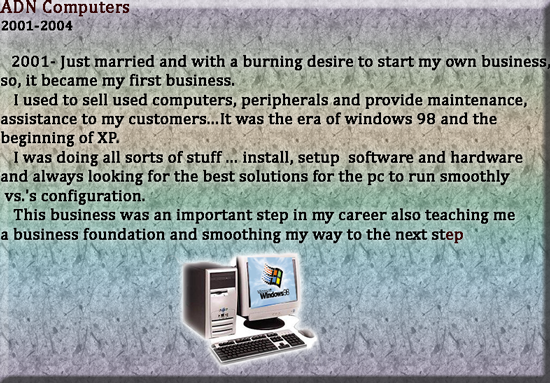 ADN Computers
2001-2004
2001- Just married and with a burning desire to start my own business,
so, it became my first business.
I used to sell used computers, peripherals and provide maintenance,
assistance to my customers...It was the era of windows 98 and the
beginning of XP.
I was doing all sorts of stuff ... install, setup software and hardware
and always looking for the best solutions for the pc to run smoothly
vs.'s configuration.
This business was an important step in my career also teaching me
a business foundation and smoothing my way to the next step
Windows98